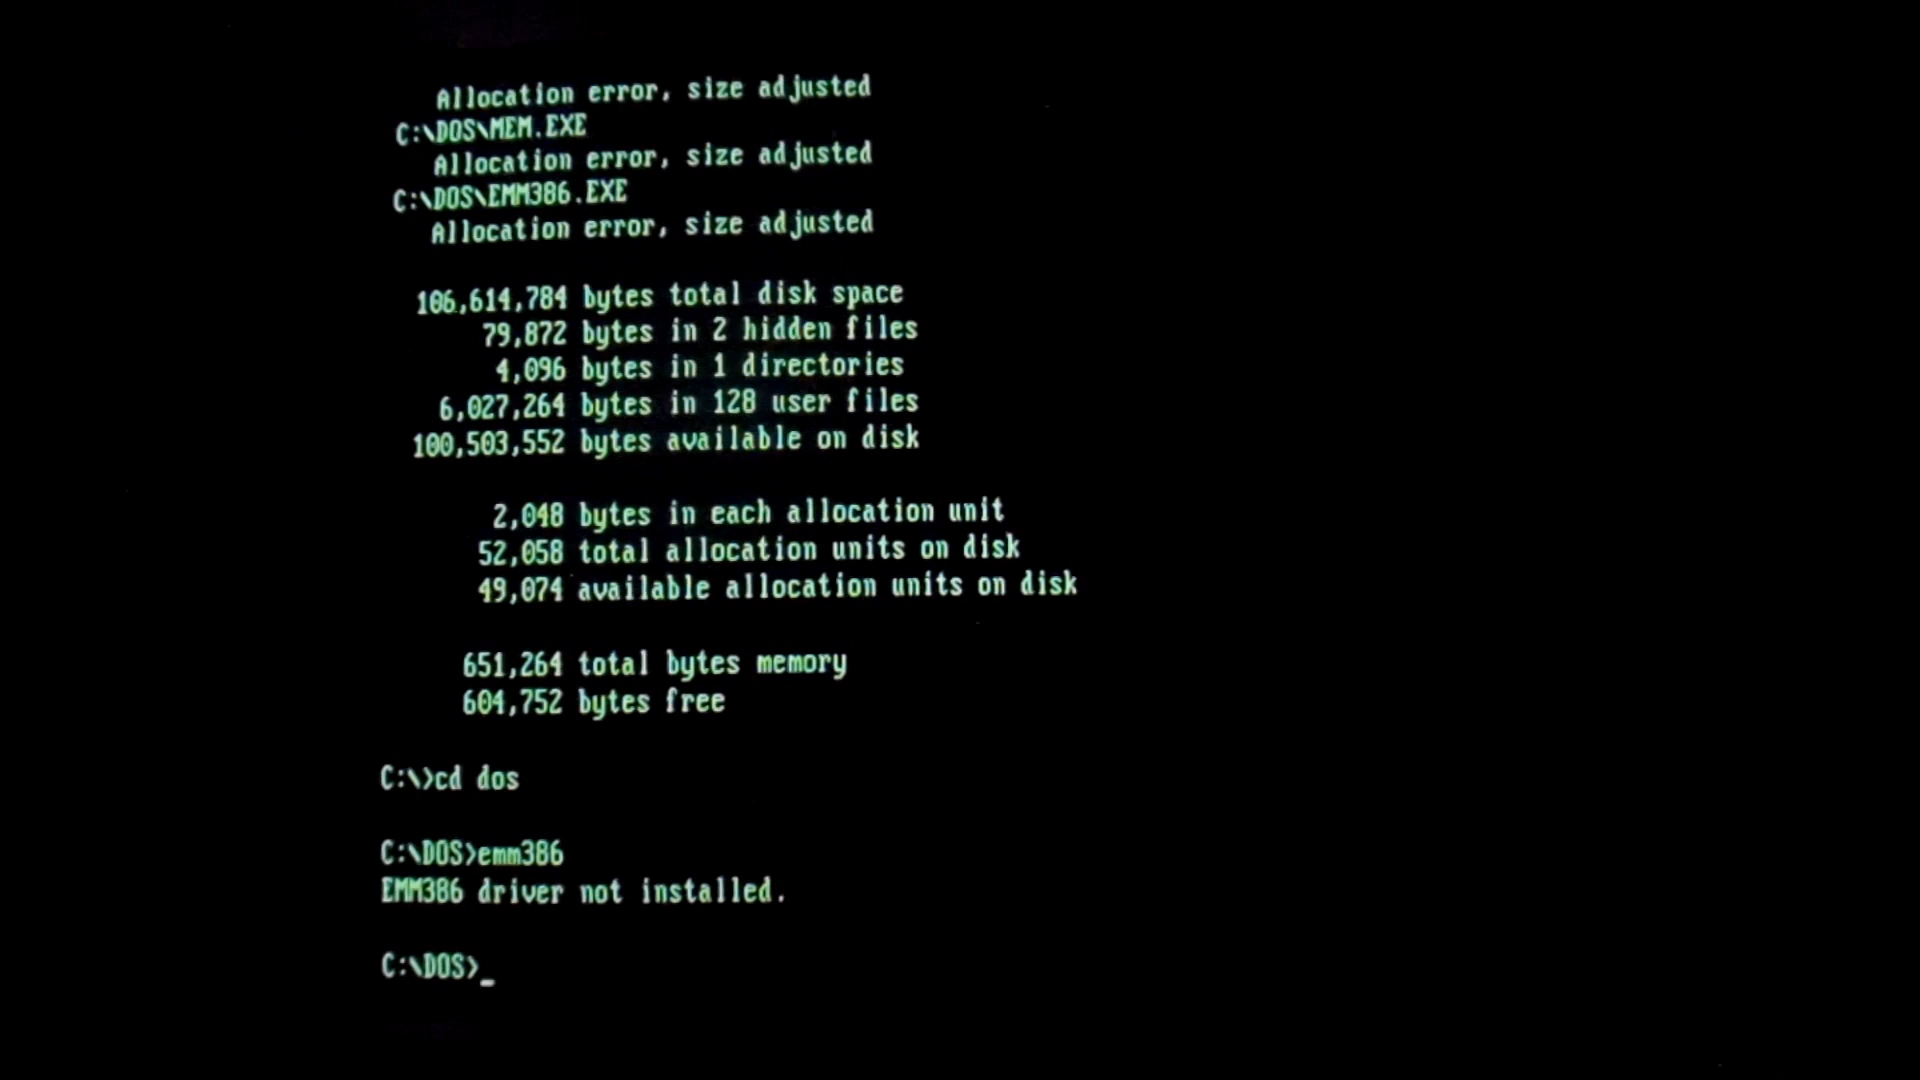 Allocation error, size adjusted
C:\DOS\MEM.EXE
Allocation error, size adjusted
C:\DOS\EMM386.EXE
Allocation error, size adjusted
106,614,784 bytes total disk space
79,872 bytes in 2 hidden files
4,096 bytes in 1 directories
6,027,264 bytes in 128 user files
100,503,552 bytes available on disk
2,048 bytes in each allocation unit
52,058 total allocation units on disk
49,074 available allocation units on disk
651,264 total bytes memory
604,752 bytes free
C:\>cd dos
C:\DOS>emm386
EMM386 driver not installed.
C:\DOS>_